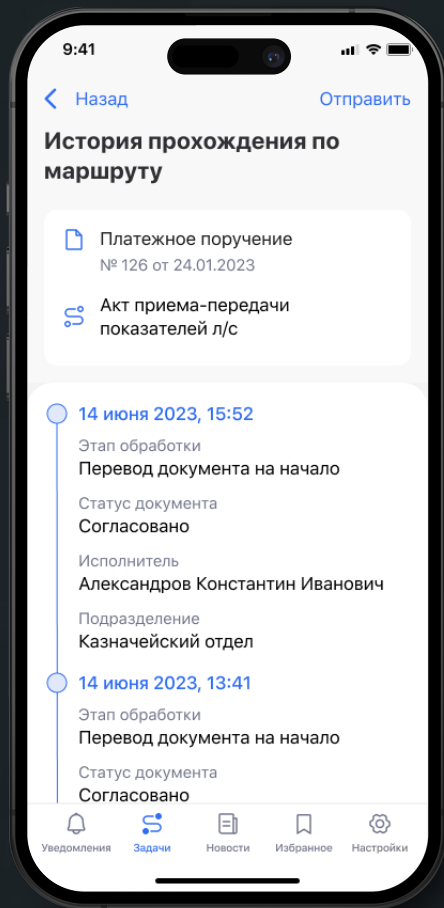 9:41
Назад
Отправить
История прохождения по
маршруту
Платежное поручение
№ 126 от 24.01.2023
Акт приема-передачи
показателей л/с
14 июня 2023, 15:52
Этап обработки
Перевод документа на начало
Статус документа
Согласовано
Исполнитель
Александров Константин Иванович
Подразделение
Казначейский отдел
14 июня 2023, 13:41
Этап обработки
Перевод документа на начало
Статус документа
Согласовано
Уведомления
Задачи
Новости
Избранное
Настройки